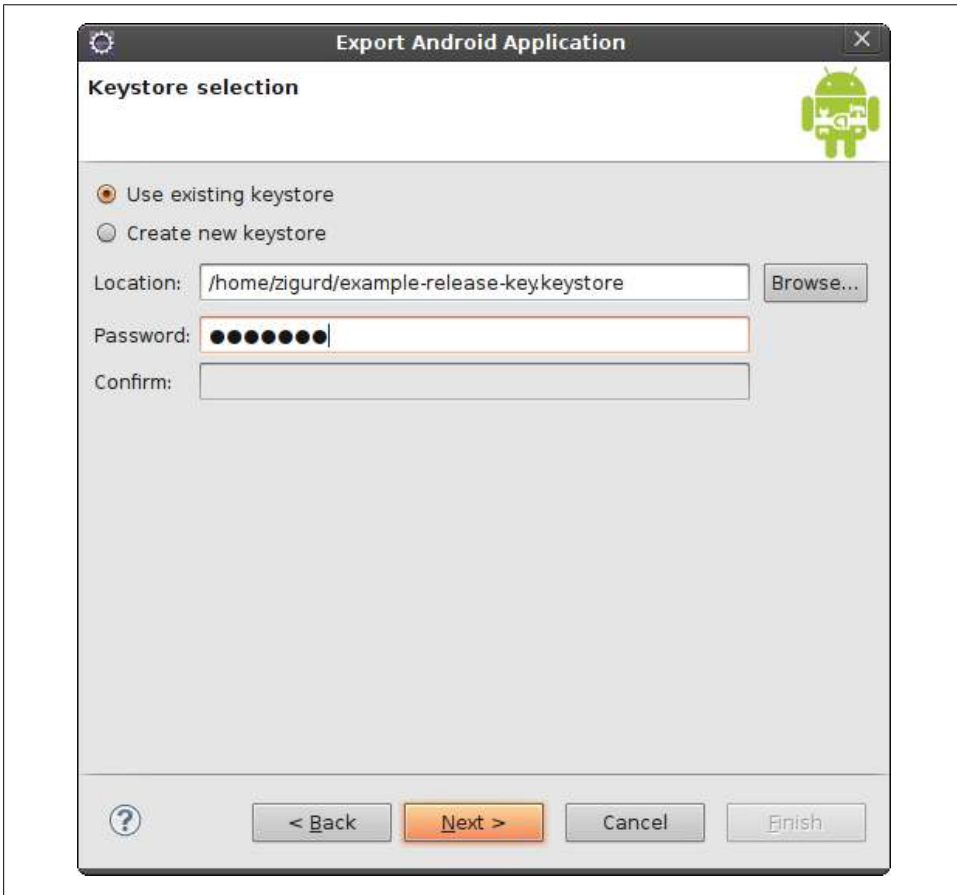 Export Android Application
Keystore selection
Use existing keystore
Create new keystore
Location: /home/zigurd/example-release-key.keystore Browse...
Password: ●●●●●●●
Confirm:
? < Back Next > Cancel Finish